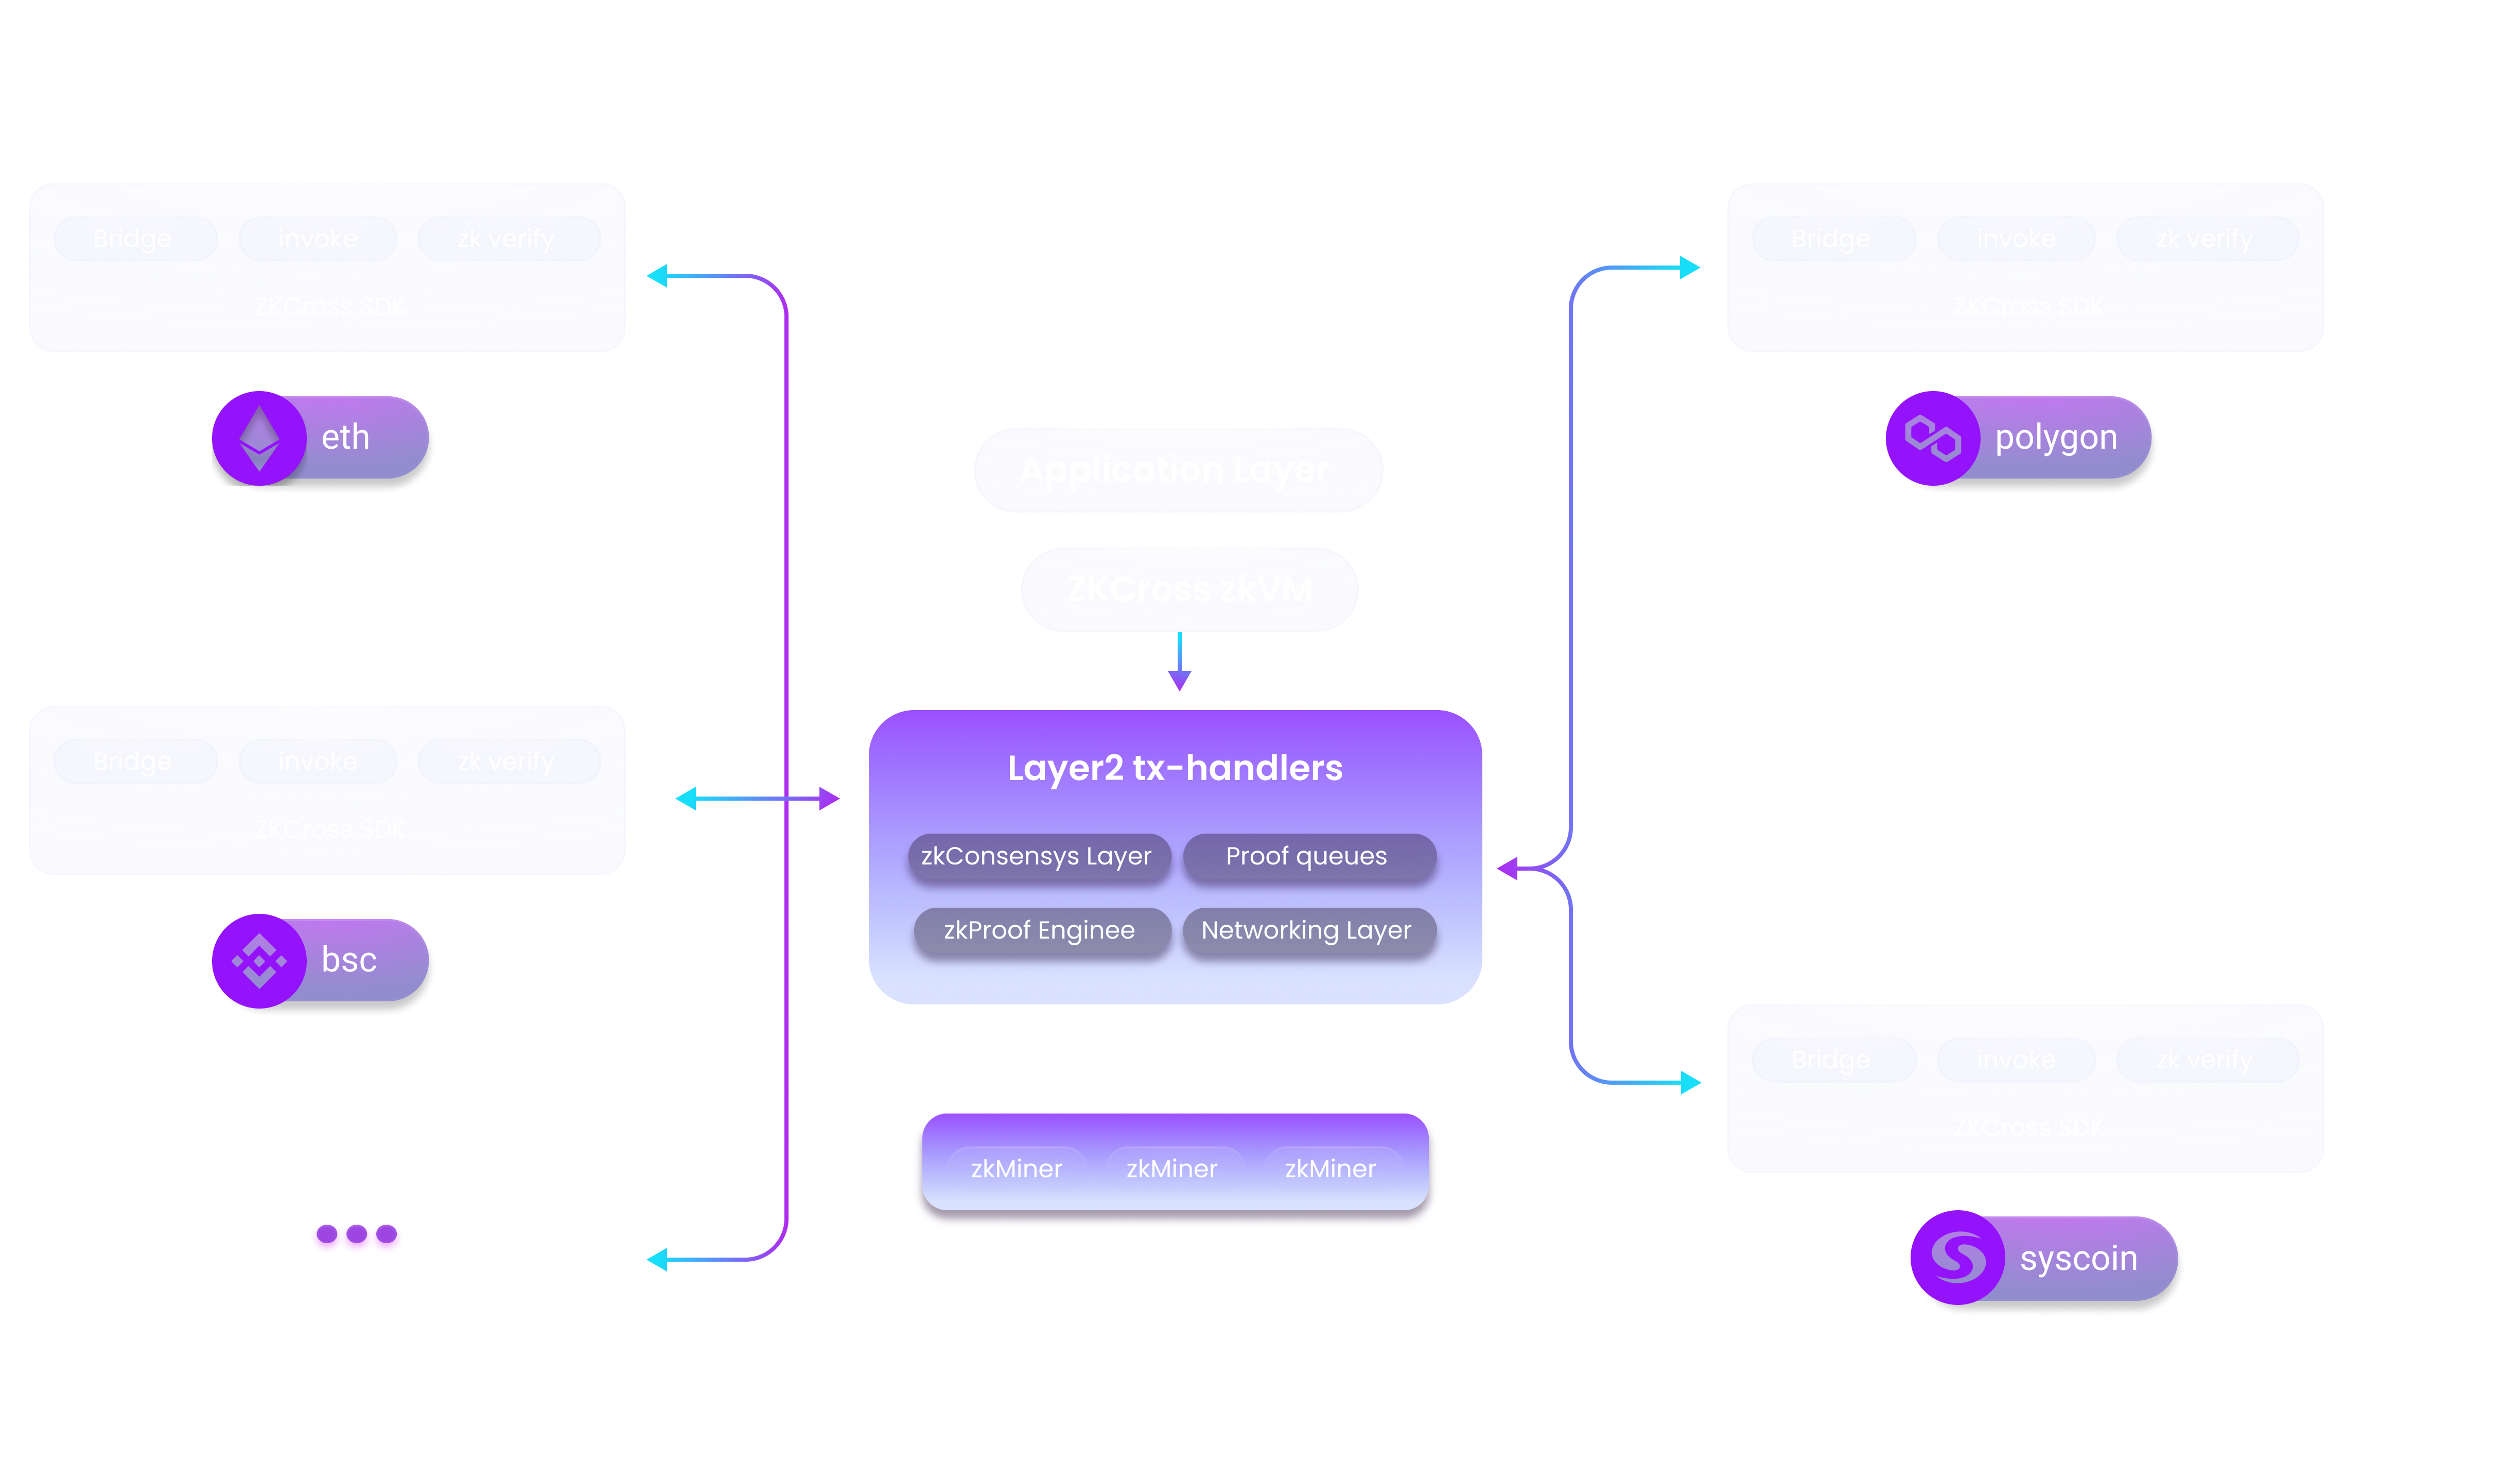 Bridge
invoke
zk verify
ZKCross SDK
eth
Bridge
invoke
zk verify
ZKCross SDK
bsc
Application Layer
ZKCross zkVM
Layer2 tx-handlers
zkConsensys Layer
Proof queues
zkProof Enginee
Networking Layer
zkMiner
zkMiner
zkMiner
Bridge
invoke
zk verify
ZKCross SDK
polygon
Bridge
invoke
zk verify
ZKCross SDK
syscoin